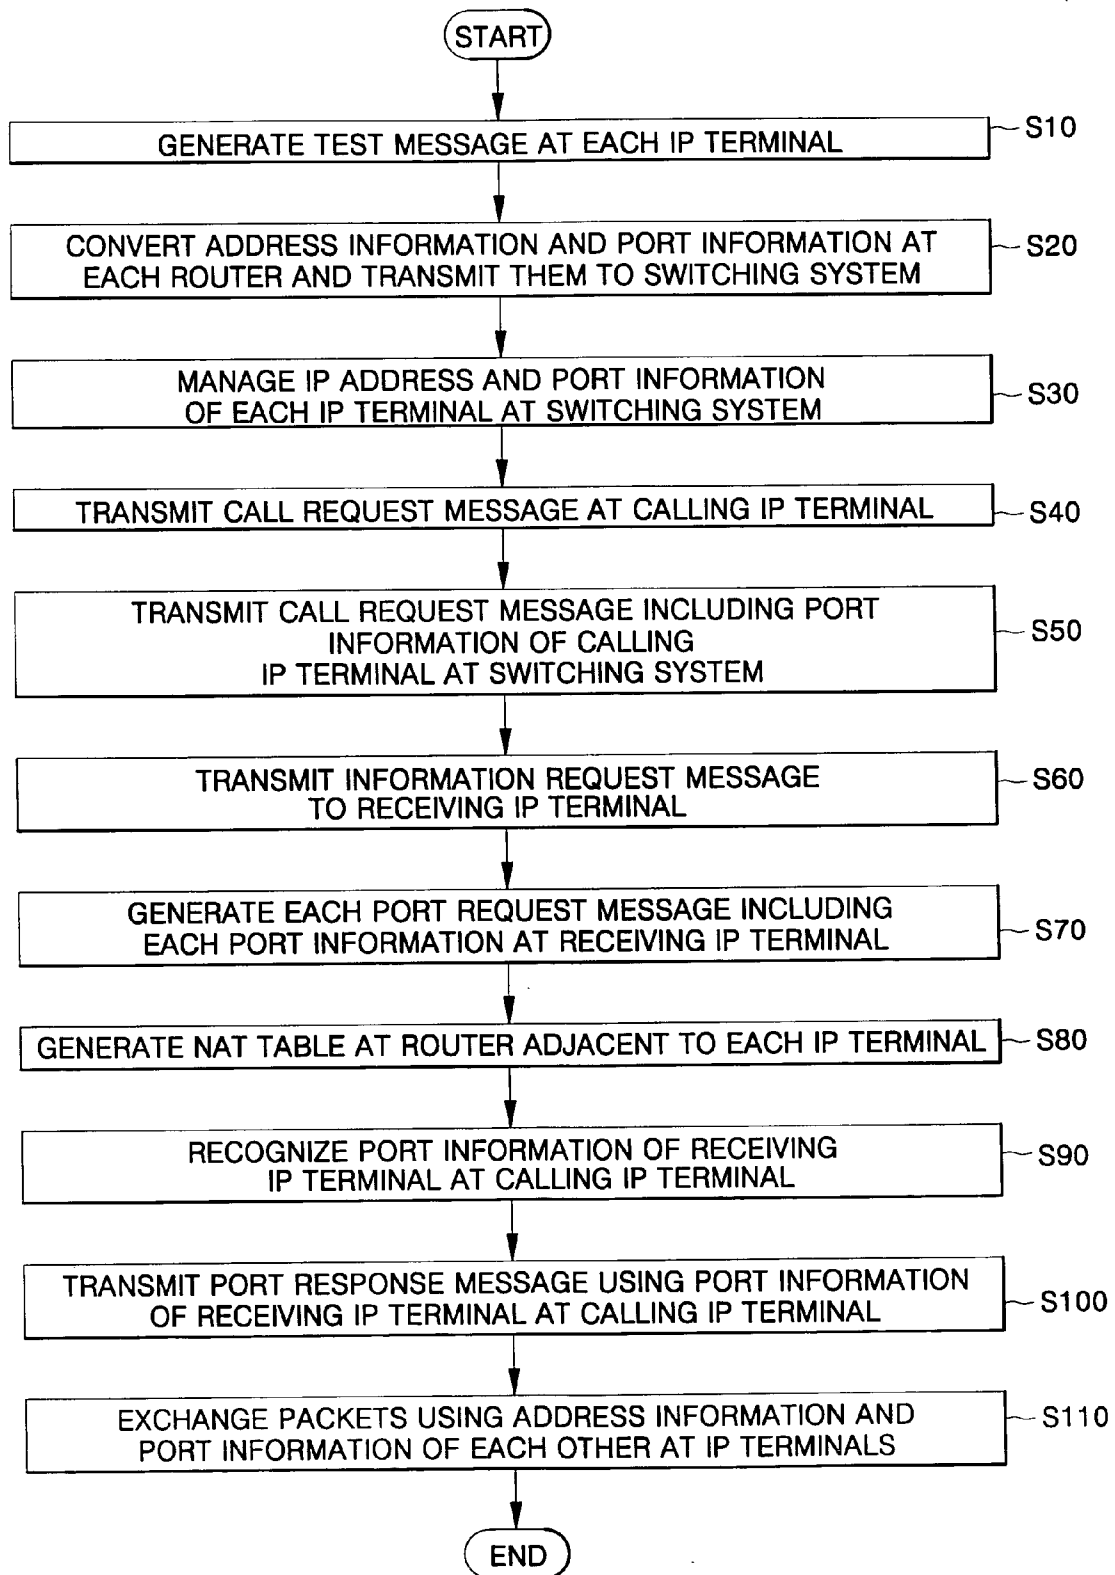 START
GENERATE TEST MESSAGE AT EACH IP TERMINAL
S10
CONVERT ADDRESS INFORMATION AND PORT INFORMATION AT
EACH ROUTER AND TRANSMIT THEM TO SWITCHING SYSTEM
S20
MANAGE IP ADDRESS AND PORT INFORMATION
OF EACH IP TERMINAL AT SWITCHING SYSTEM
S30
TRANSMIT CALL REQUEST MESSAGE AT CALLING IP TERMINAL
S40
TRANSMIT CALL REQUEST MESSAGE INCLUDING PORT
INFORMATION OF CALLING
IP TERMINAL AT SWITCHING SYSTEM
S50
TRANSMIT INFORMATION REQUEST MESSAGE
TO RECEIVING IP TERMINAL
S60
GENERATE EACH PORT REQUEST MESSAGE INCLUDING
EACH PORT INFORMATION AT RECEIVING IP TERMINAL
S70
GENERATE NAT TABLE AT ROUTER ADJACENT TO EACH IP TERMINAL
S80
RECOGNIZE PORT INFORMATION OF RECEIVING
IP TERMINAL AT CALLING IP TERMINAL
S90
TRANSMIT PORT RESPONSE MESSAGE USING PORT INFORMATION
OF RECEIVING IP TERMINAL AT CALLING IP TERMINAL
S100
EXCHANGE PACKETS USING ADDRESS INFORMATION AND
PORT INFORMATION OF EACH OTHER AT IP TERMINALS
S110
END